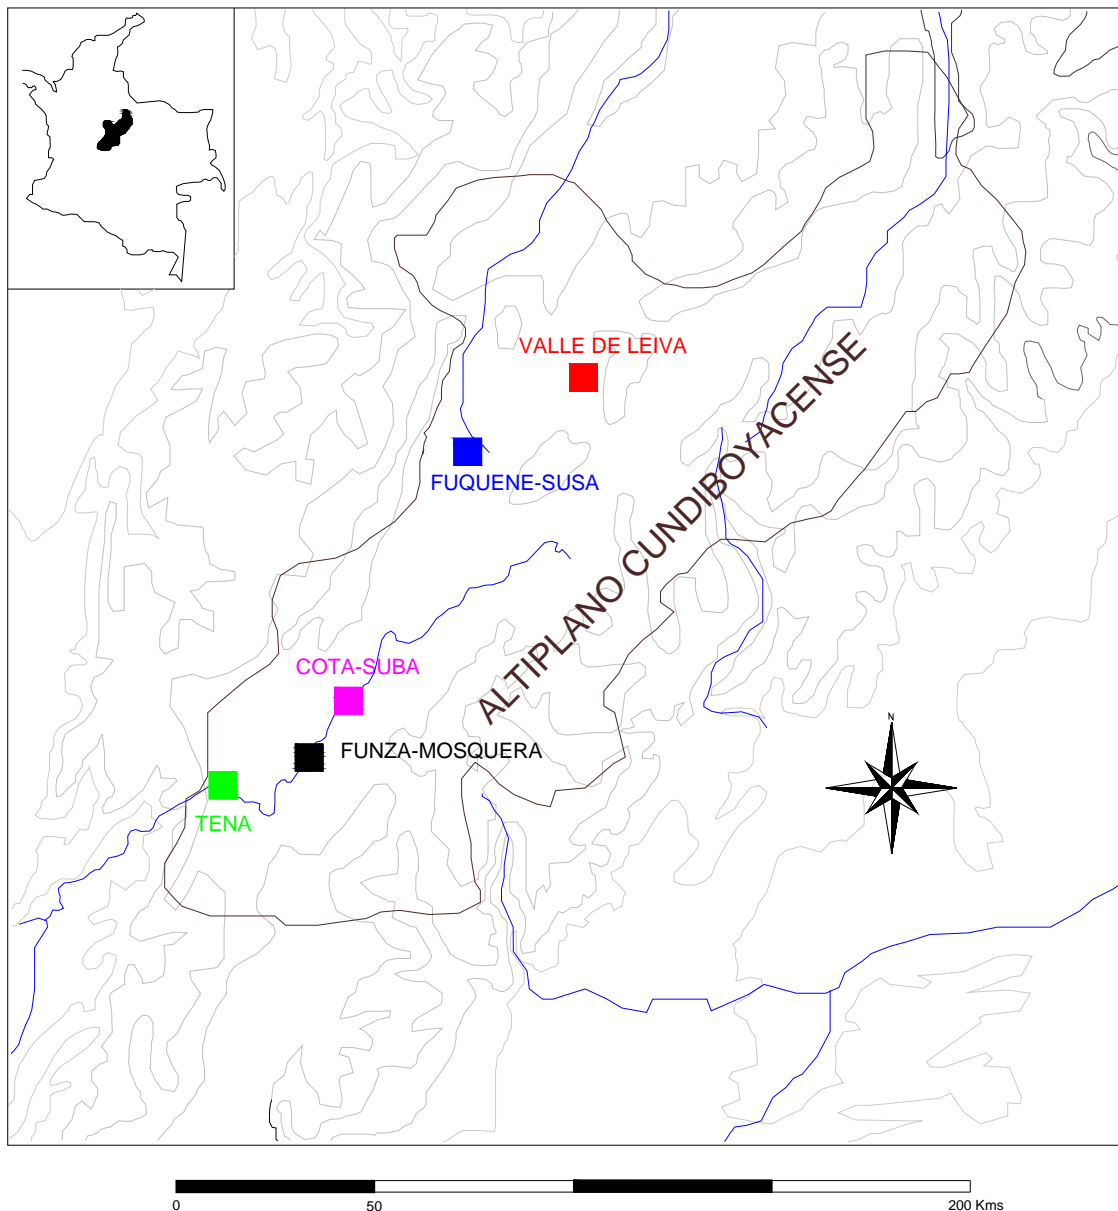 VALLE DE LEIVA
FUQUENE-SUSA
ALTIPLANO CUNDIBOYACENSE
COTA-SUBA
N
FUNZA-MOSQUERA
TENA
0
50
200 Kms